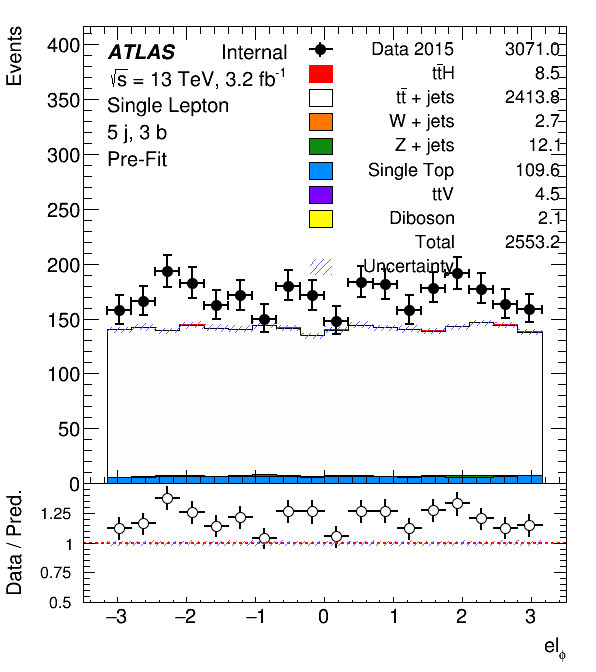 Events
400
350
300
250
200
150
100
50
0
ATLAS Internal
√s = 13 TeV, 3.2 fb⁻¹
Single Lepton
5 j, 3 b
Pre-Fit
Data 2015 3071.0
tt̄H 8.5
tt̄ + jets 2413.8
W + jets 2.7
Z + jets 12.1
Single Top 109.6
ttV 4.5
Diboson 2.1
Total 2553.2
Uncertainty
Data / Pred.
1.25
1
0.75
0.5
−3 −2 −1 0 1 2 3
el_ϕ